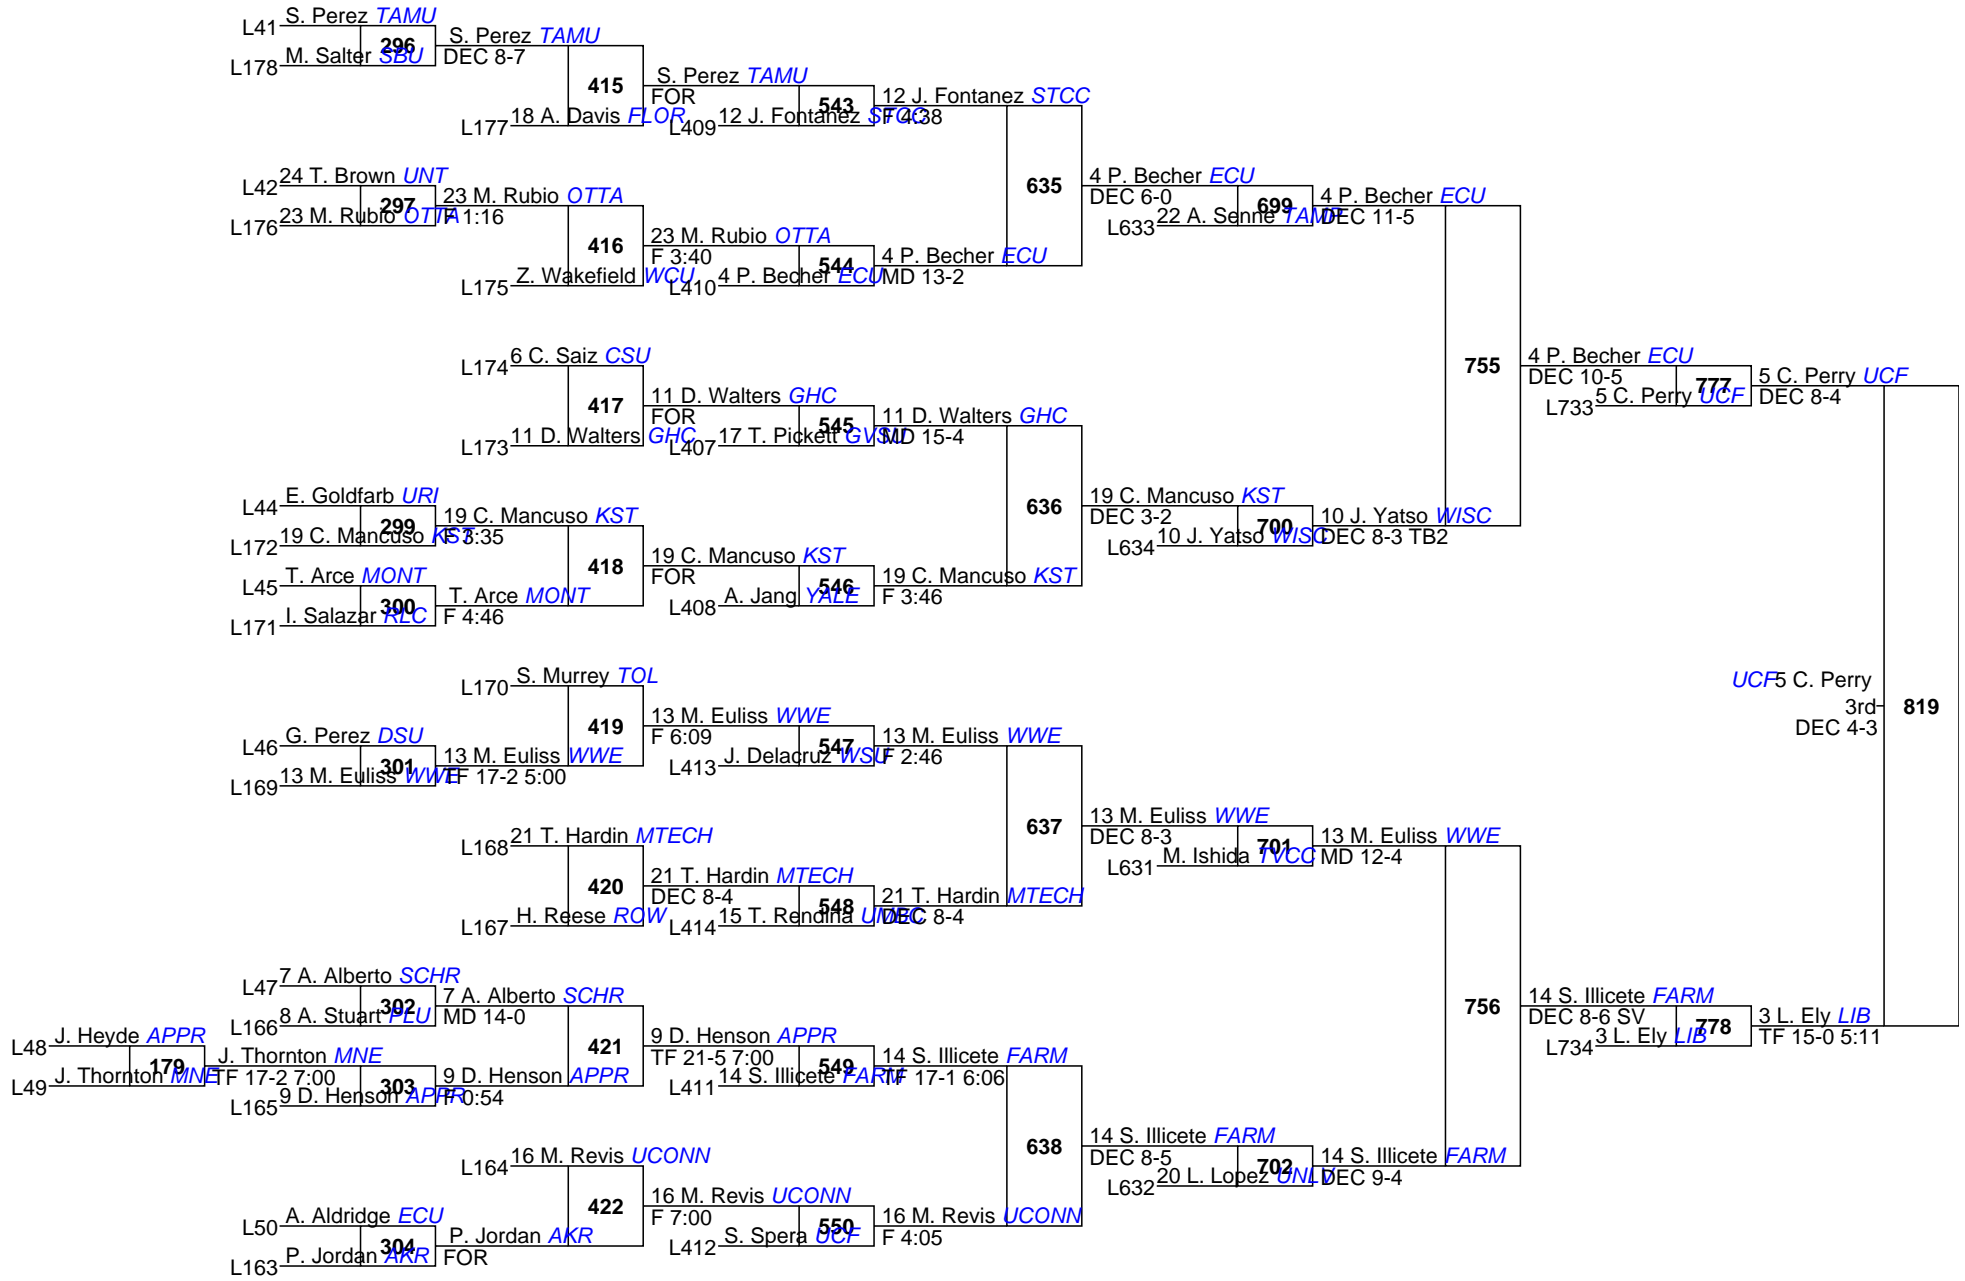 L41 S. Perez TAMU
296
L178 M. Salter SBU
S. Perez TAMU
DEC 8-7
415
L177 18 A. Davis FLOR
S. Perez TAMU
FOR
543
L409 12 J. Fontanez STCC
12 J. Fontanez STCC
F 4:38
L42 24 T. Brown UNT
297
L176 23 M. Rubio OTTA
23 M. Rubio OTTA
F 1:16
416
L175 Z. Wakefield WCU
23 M. Rubio OTTA
F 3:40
544
L410 4 P. Becher ECU
4 P. Becher ECU
MD 13-2
635
4 P. Becher ECU
DEC 6-0
699
L633 22 A. Senne TAMP
4 P. Becher ECU
DEC 11-5
L174 6 C. Saiz CSU
417
L173 11 D. Walters GHC
11 D. Walters GHC
FOR
545
L407 17 T. Pickett GVSU
11 D. Walters GHC
MD 15-4
L44 E. Goldfarb URI
299
L172 19 C. Mancuso KST
19 C. Mancuso KST
F 3:35
418
L45 T. Arce MONT
300
L171 I. Salazar RLC
T. Arce MONT
F 4:46
19 C. Mancuso KST
FOR
546
L408 A. Jang YALE
19 C. Mancuso KST
F 3:46
636
19 C. Mancuso KST
DEC 3-2
700
L634 10 J. Yatso WISC
10 J. Yatso WISC
DEC 8-3 TB2
755
4 P. Becher ECU
DEC 10-5
777
L733 5 C. Perry UCF
5 C. Perry UCF
DEC 8-4
L170 S. Murrey TOL
419
L46 G. Perez DSU
301
L169 13 M. Euliss WWE
13 M. Euliss WWE
TF 17-2 5:00
13 M. Euliss WWE
F 6:09
547
L413 J. Delacruz WSU
13 M. Euliss WWE
F 2:46
L168 21 T. Hardin MTECH
420
L167 H. Reese ROW
21 T. Hardin MTECH
DEC 8-4
548
L414 15 T. Rendina UMBC
21 T. Hardin MTECH
DEC 8-4
637
13 M. Euliss WWE
DEC 8-3
701
L631 M. Ishida TVCC
13 M. Euliss WWE
MD 12-4
L47 7 A. Alberto SCHR
302
L166 8 A. Stuart PLU
7 A. Alberto SCHR
MD 14-0
421
L48 J. Heyde APPR
179
L49 J. Thornton MNE
J. Thornton MNE
TF 17-2 7:00
303
L165 9 D. Henson APPR
9 D. Henson APPR
F 0:54
9 D. Henson APPR
TF 21-5 7:00
549
L411 14 S. Illicete FARM
14 S. Illicete FARM
TF 17-1 6:06
L164 16 M. Revis UCONN
422
L50 A. Aldridge ECU
304
L163 P. Jordan AKR
P. Jordan AKR
FOR
16 M. Revis UCONN
F 7:00
550
L412 S. Spera UCF
16 M. Revis UCONN
F 4:05
638
14 S. Illicete FARM
DEC 8-5
702
L632 20 L. Lopez UNLV
14 S. Illicete FARM
DEC 9-4
756
14 S. Illicete FARM
DEC 8-6 SV
778
L734 3 L. Ely LIB
3 L. Ely LIB
TF 15-0 5:11
UCF 5 C. Perry
3rd
819
DEC 4-3